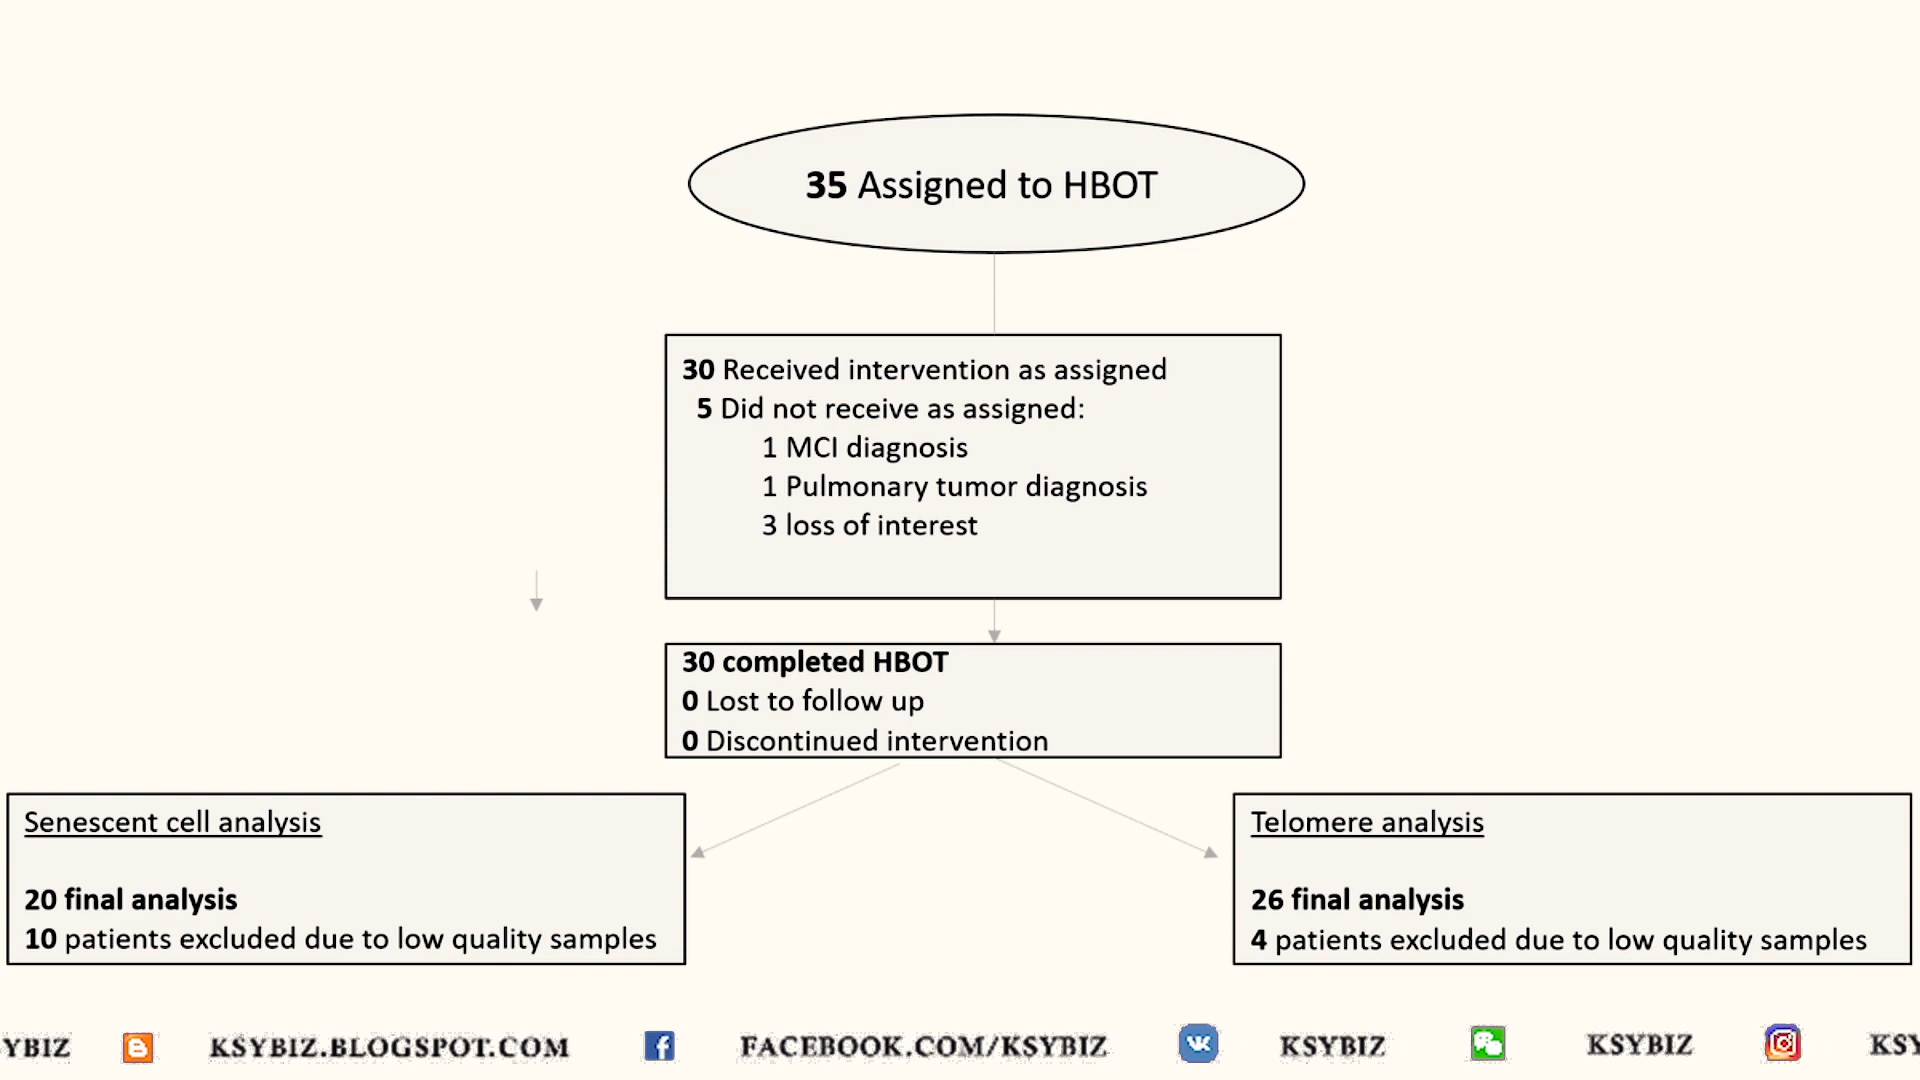 35 Assigned to HBOT
30 Received intervention as assigned
5 Did not receive as assigned:
1 MCI diagnosis
1 Pulmonary tumor diagnosis
3 loss of interest
30 completed HBOT
0 Lost to follow up
0 Discontinued intervention
Senescent cell analysis
20 final analysis
10 patients excluded due to low quality samples
Telomere analysis
26 final analysis
4 patients excluded due to low quality samples
YBIZ KSYBIZ.BLOGSPOT.COM FACEBOOK.COM/KSYBIZ KSYBIZ KSYBIZ KSY